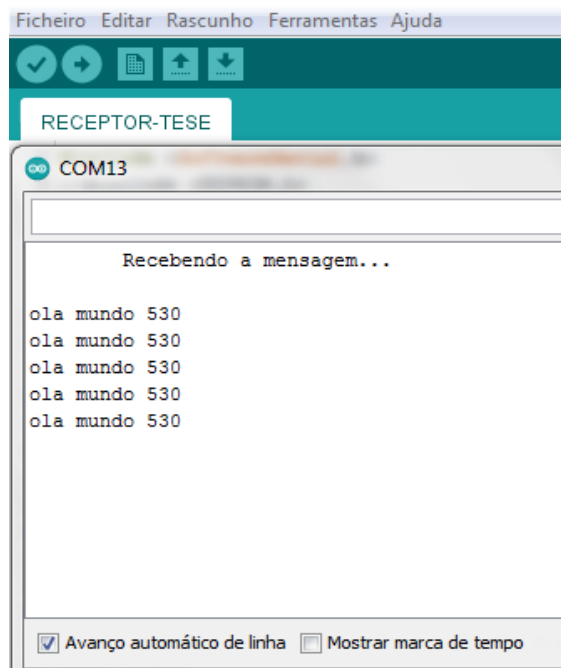 Ficheiro Editar Rascunho Ferramentas Ajuda
RECEPTOR-TESE
COM13
Recebendo a mensagem...
ola mundo 530
ola mundo 530
ola mundo 530
ola mundo 530
ola mundo 530
Avanço automático de linha Mostrar marca de tempo